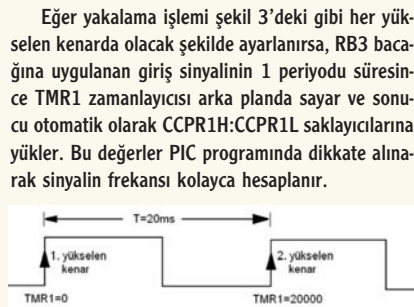 Eğer yakalama işlemi şekil 3'deki gibi her yük-
selen kenarda olacak şekilde ayarlanırsa, RB3 baca-
ğına uygulanan giriş sinyalinin 1 periyodu süresin-
ce TMR1 zamanlayıcısı arka planda sayar ve sonu-
cu otomatik olarak CCPR1H:CCPR1L saklayıcılarına
yükler. Bu değerler PIC programında dikkate alına-
rak sinyalin frekansı kolayca hesaplanır.
T=20ms
1. yükselen
kenar
2. yükselen
kenar
TMR1=0
TMR1=20000